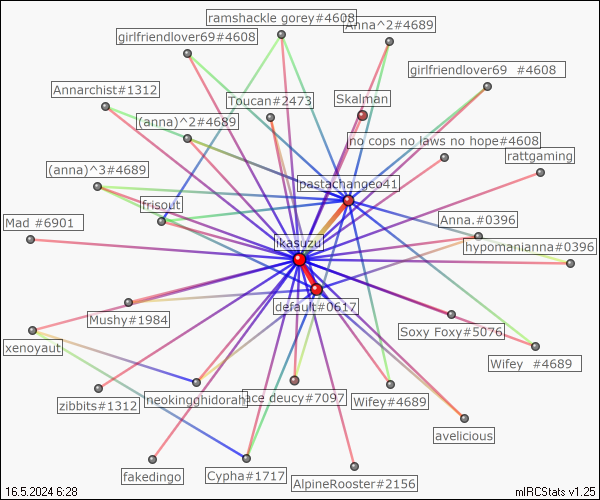 ramshackle gorey#4608
Anna^2#4689
girlfriendlover69#4608
girlfriendlover69 #4608
Annarchist#1312
Toucan#2473
Skalman
(anna)^2#4689
no cops no laws no hope#4608
rattgaming
(anna)^3#4689
pastachangeo41
frisout
Mad #6901
Anna.#0396
ikasuzu
hypomanianna#0396
default#0617
Mushy#1984
Soxy Foxy#5076
xenoyaut
Wifey #4689
neokingghidorah
ace deucy#7097
Wifey#4689
zibbits#1312
avelicious
fakedingo
Cypha#1717
AlpineRooster#2156
16.5.2024 6:28
mIRCStats v1.25